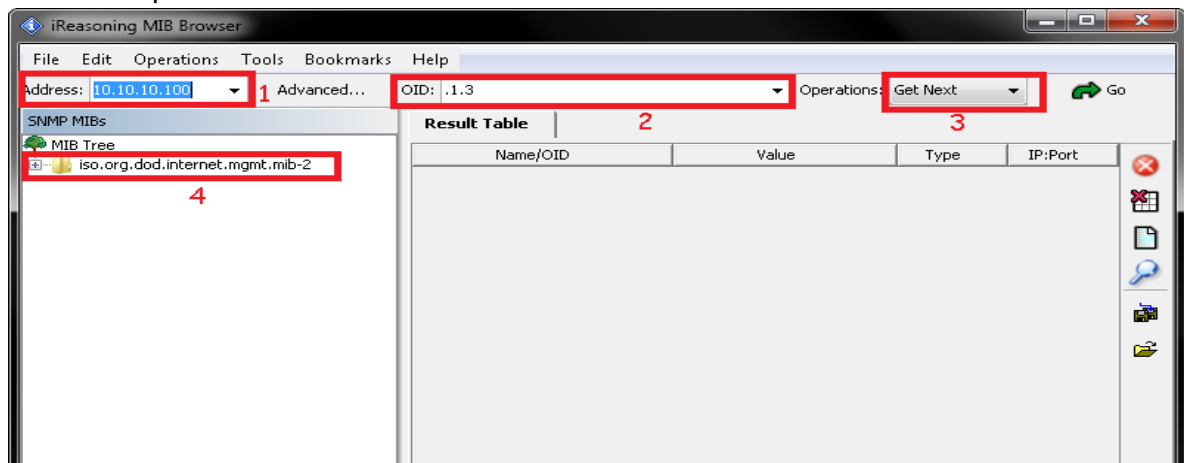 iReasoning MIB Browser
File Edit Operations Tools Bookmarks Help
Address: 10.10.10.100 1 Advanced... OID: .1.3 Operations: Get Next Go
SNMP MIBs
Result Table 2 3
MIB Tree
Name/OID Value Type IP:Port
iso.org.dod.internet.mgmt.mib-2
4